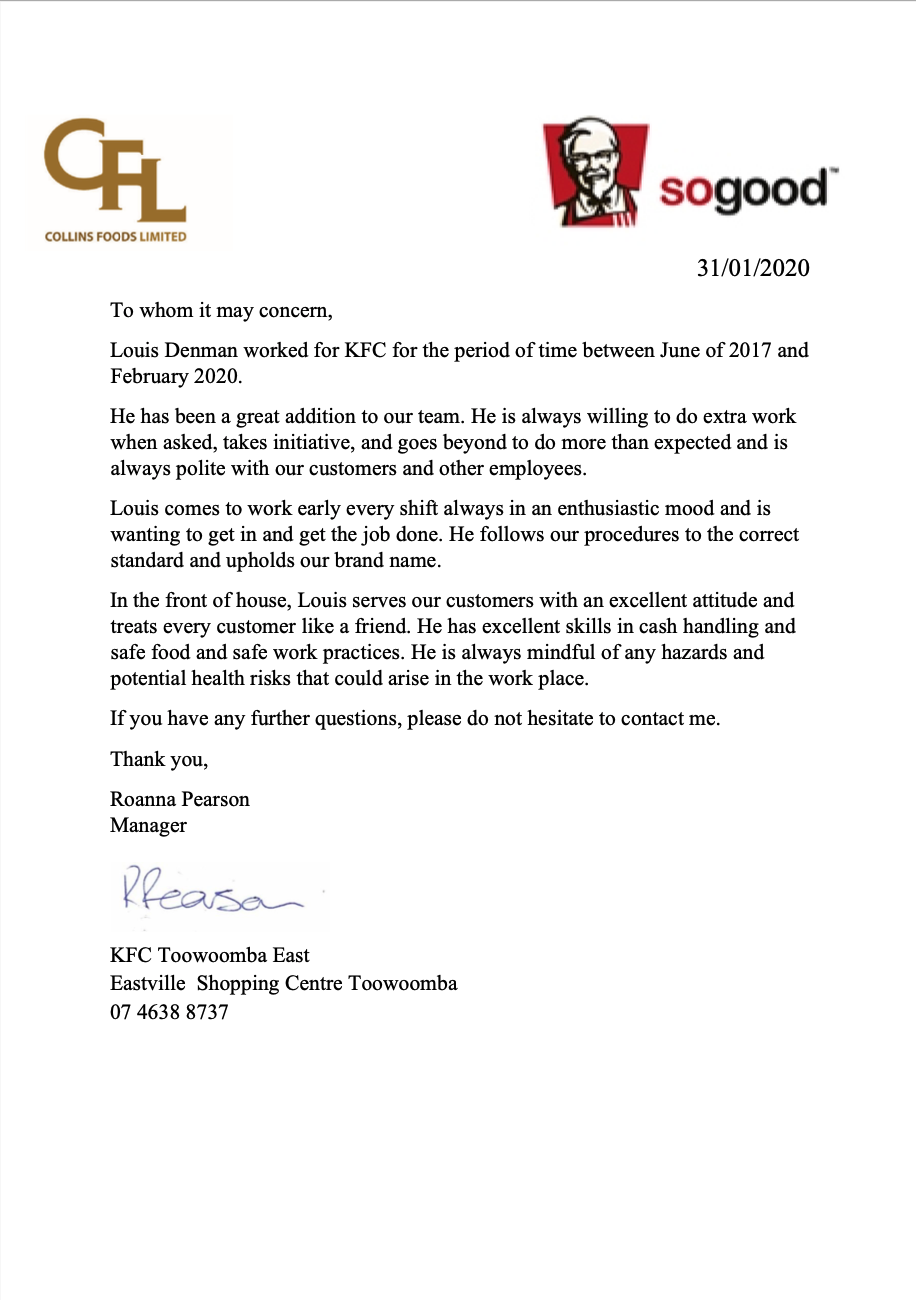 CFL
COLLINS FOODS LIMITED
sogood™
31/01/2020
To whom it may concern,
Louis Denman worked for KFC for the period of time between June of 2017 and
February 2020.
He has been a great addition to our team. He is always willing to do extra work
when asked, takes initiative, and goes beyond to do more than expected and is
always polite with our customers and other employees.
Louis comes to work early every shift always in an enthusiastic mood and is
wanting to get in and get the job done. He follows our procedures to the correct
standard and upholds our brand name.
In the front of house, Louis serves our customers with an excellent attitude and
treats every customer like a friend. He has excellent skills in cash handling and
safe food and safe work practices. He is always mindful of any hazards and
potential health risks that could arise in the work place.
If you have any further questions, please do not hesitate to contact me.
Thank you,
Roanna Pearson
Manager
RPearson
KFC Toowoomba East
Eastville  Shopping Centre Toowoomba
07 4638 8737